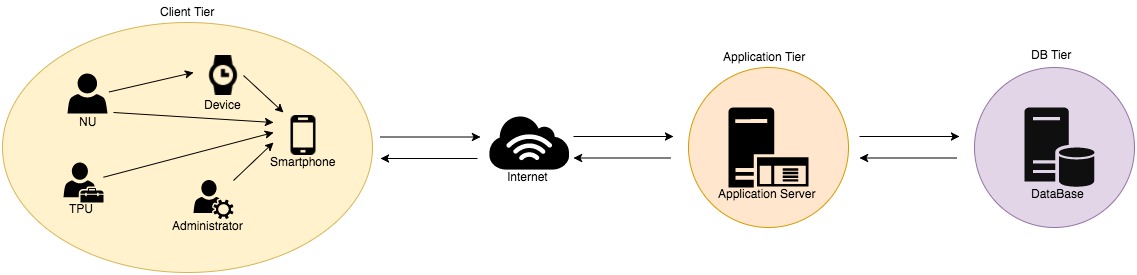 Client Tier
Device
NU
Smartphone
TPU
Administrator
Internet
Application Tier
Application Server
DB Tier
DataBase